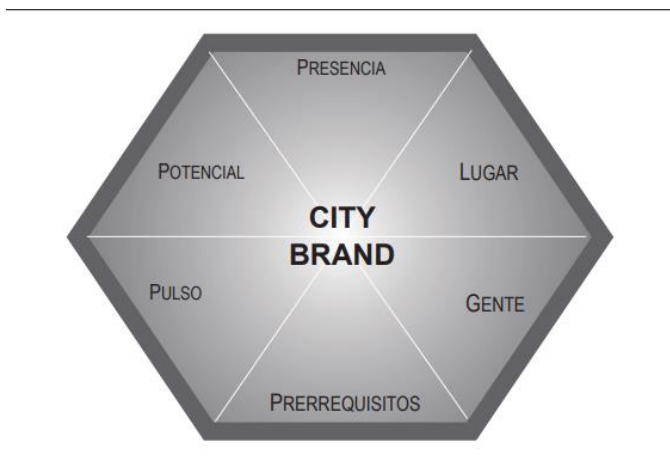 PRESENCIA
POTENCIAL
LUGAR
CITY
BRAND
PULSO
GENTE
PRERREQUISITOS